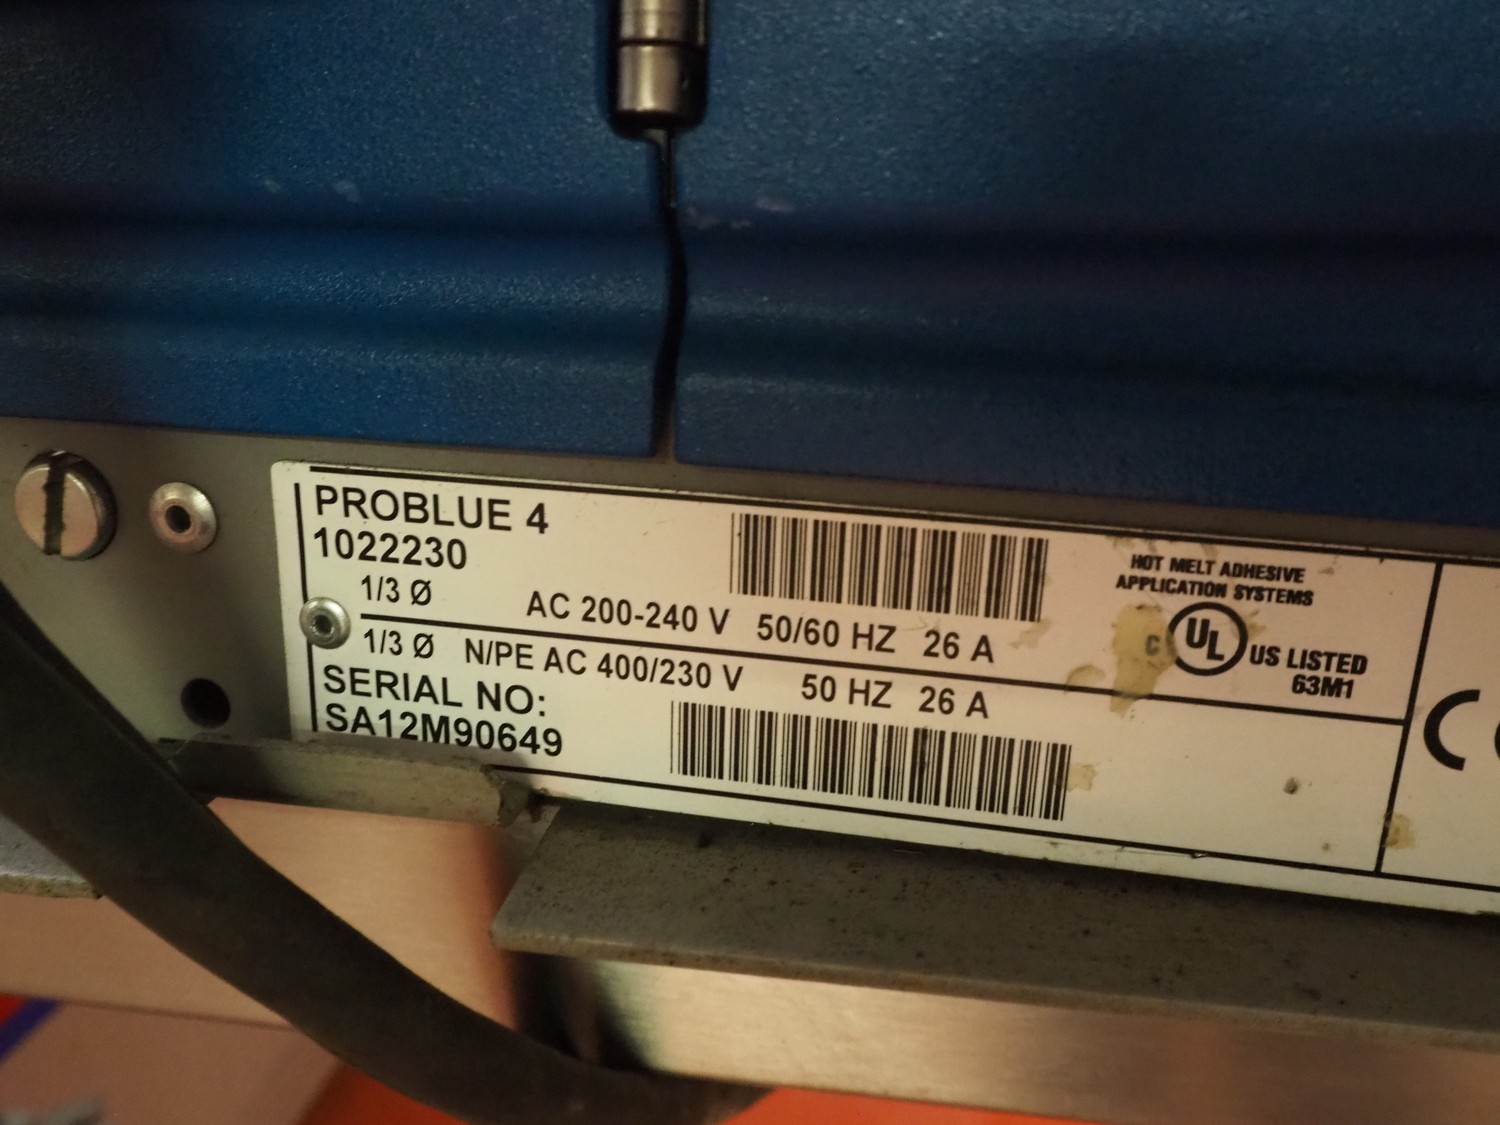 PROBLUE 4
1022230
1/3 Ø AC 200-240 V 50/60 HZ 26 A
1/3 Ø N/PE AC 400/230 V 50 HZ 26 A
SERIAL NO:
SA12M90649
HOT MELT ADHESIVE
APPLICATION SYSTEMS
C UL US LISTED
63M1
CE